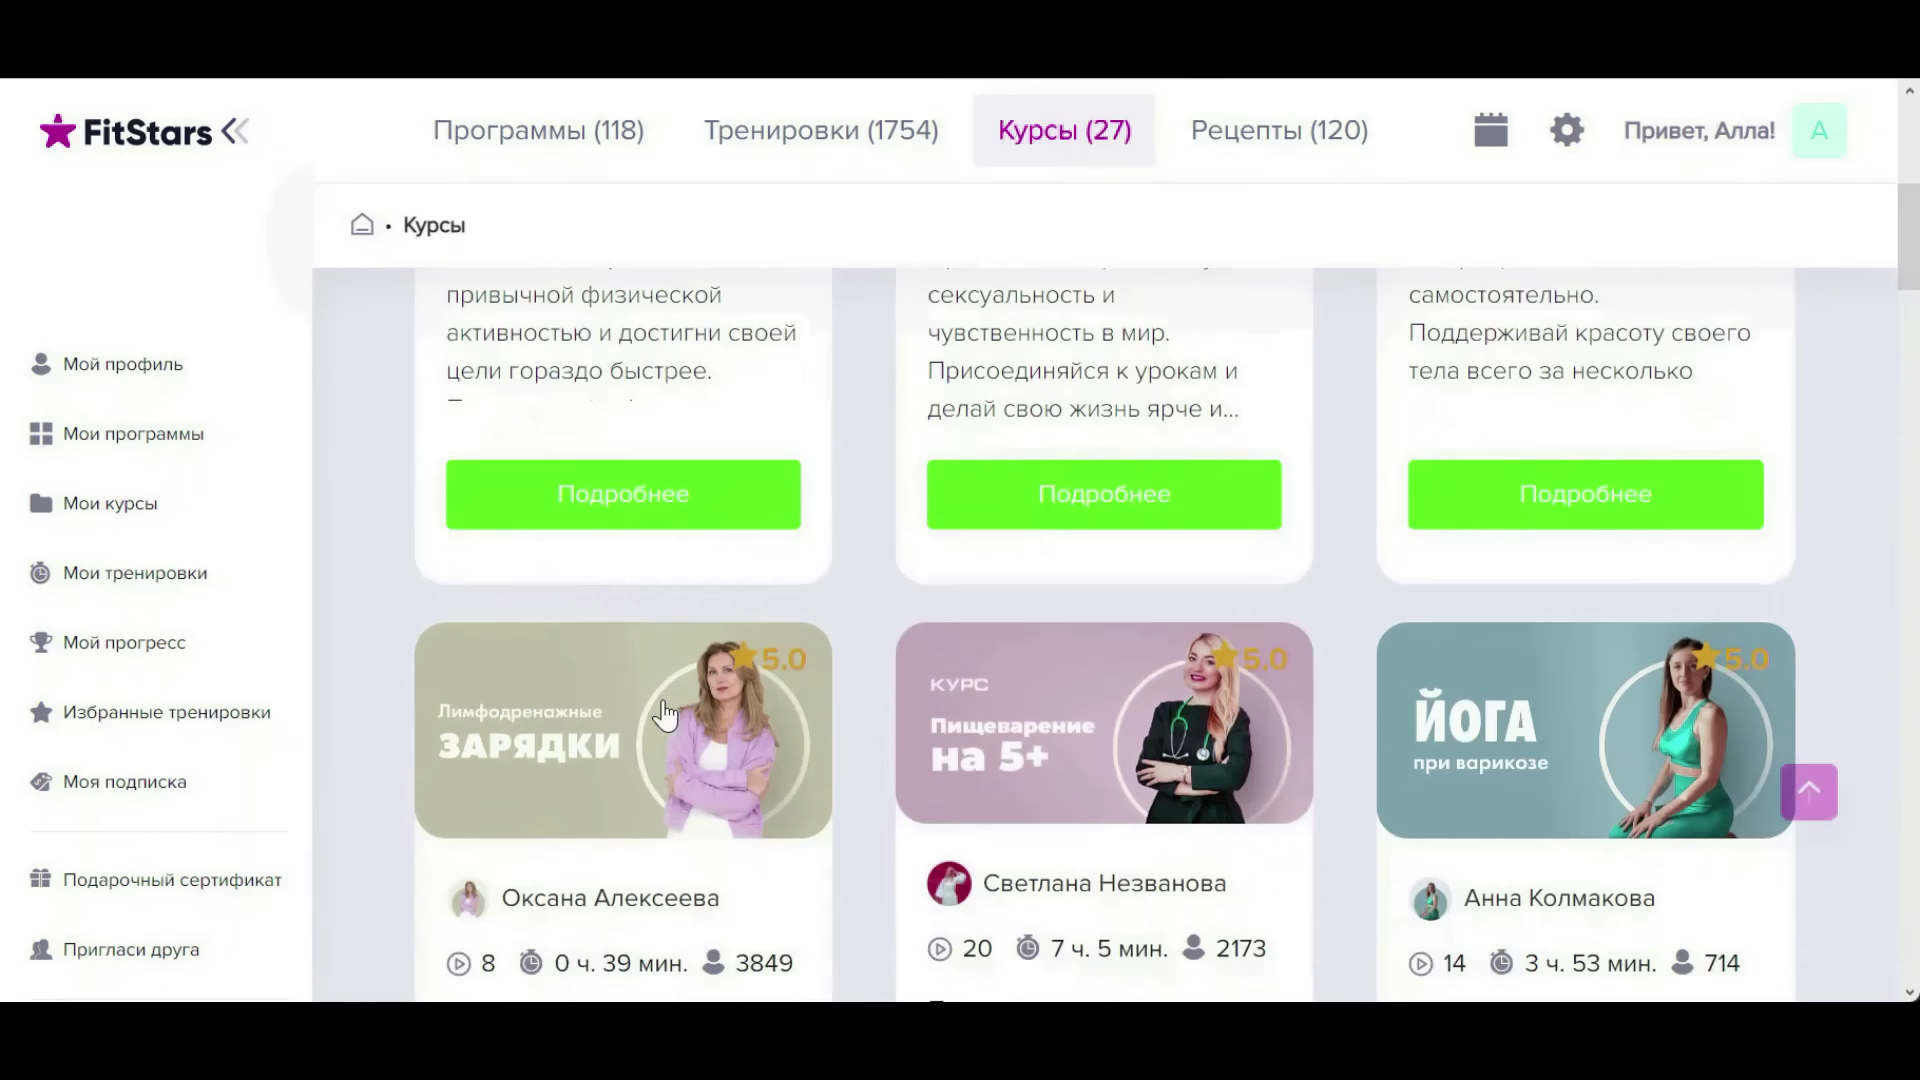 FitStars
Программы (118)
Тренировки (1754)
Курсы (27)
Рецепты (120)
Привет, Алла!
А
Курсы
Мой профиль
Мои программы
Мои курсы
Мои тренировки
Мой прогресс
Избранные тренировки
Моя подписка
Подарочный сертификат
Пригласи друга
привычной физической
активностью и достигни своей
цели гораздо быстрее.
Подробнее
сексуальность и
чувственность в мир.
Присоединяйся к урокам и
делай свою жизнь ярче и...
Подробнее
самостоятельно.
Поддерживай красоту своего
тела всего за несколько
Подробнее
5.0
Лимфодренажные
ЗАРЯДКИ
Оксана Алексеева
8 0 ч. 39 мин. 3849
5.0
КУРС
Пищеварение
на 5+
Светлана Незванова
20 7 ч. 5 мин. 2173
5.0
ЙОГА
при варикозе
Анна Колмакова
14 3 ч. 53 мин. 714